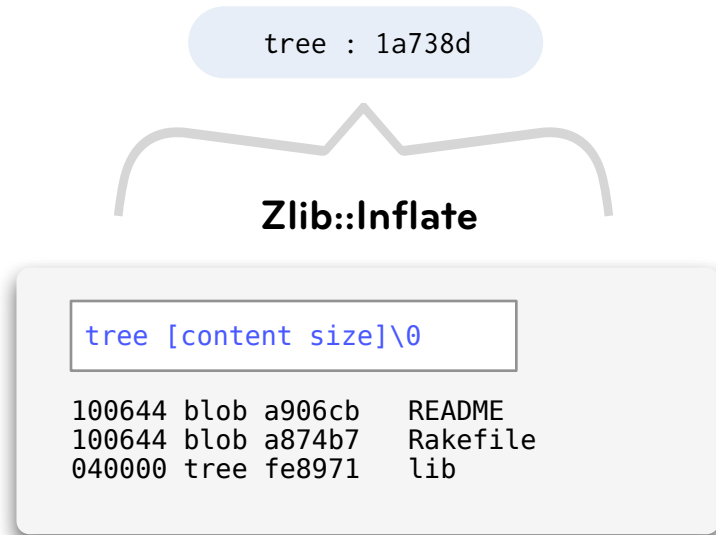 tree : 1a738d
Zlib::Inflate
tree [content size]\0
100644 blob a906cb   README
100644 blob a874b7   Rakefile
040000 tree fe8971   lib